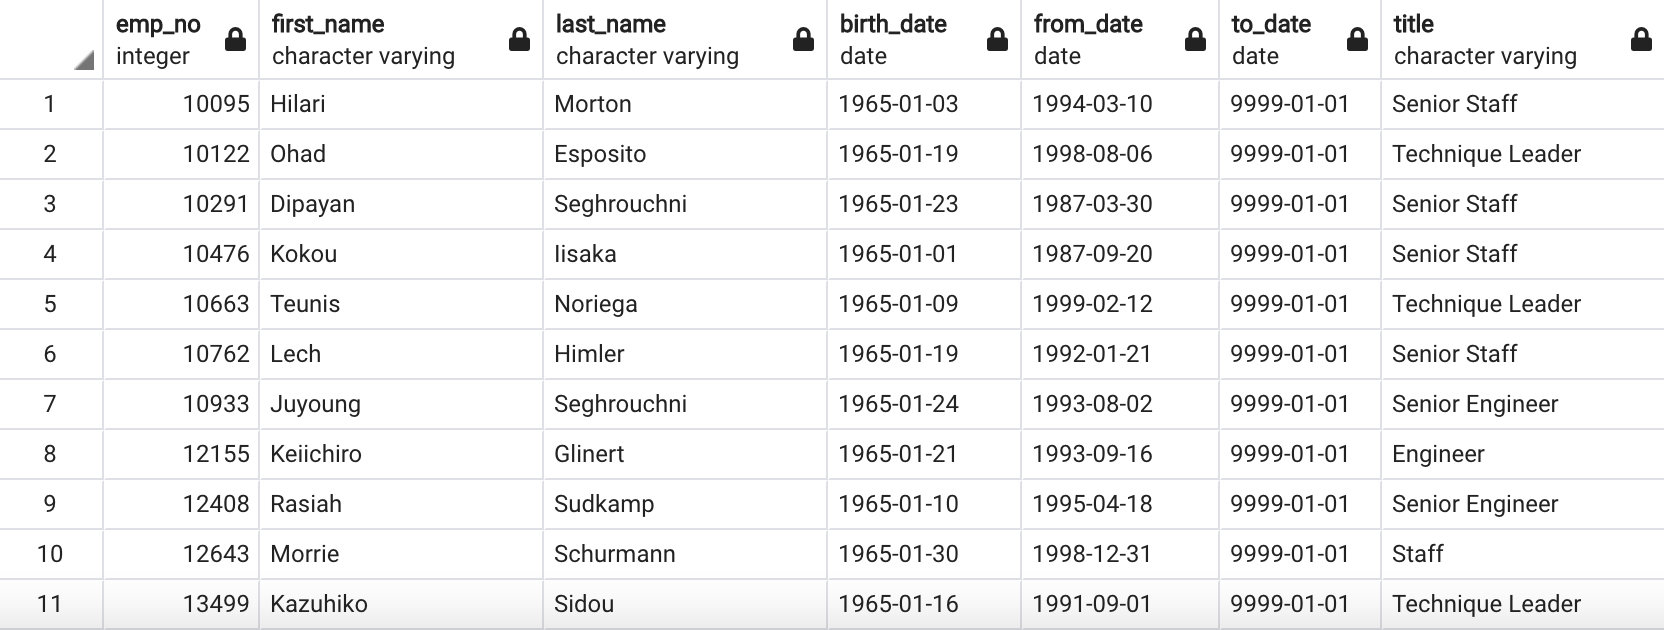 emp_no first_name last_name birth_date from_date to_date title
integer character varying character varying date date date character varying
1 10095 Hilari Morton 1965-01-03 1994-03-10 9999-01-01 Senior Staff
2 10122 Ohad Esposito 1965-01-19 1998-08-06 9999-01-01 Technique Leader
3 10291 Dipayan Seghrouchni 1965-01-23 1987-03-30 9999-01-01 Senior Staff
4 10476 Kokou Iisaka 1965-01-01 1987-09-20 9999-01-01 Senior Staff
5 10663 Teunis Noriega 1965-01-09 1999-02-12 9999-01-01 Technique Leader
6 10762 Lech Himler 1965-01-19 1992-01-21 9999-01-01 Senior Staff
7 10933 Juyoung Seghrouchni 1965-01-24 1993-08-02 9999-01-01 Senior Engineer
8 12155 Keiichiro Glinert 1965-01-21 1993-09-16 9999-01-01 Engineer
9 12408 Rasiah Sudkamp 1965-01-10 1995-04-18 9999-01-01 Senior Engineer
10 12643 Morrie Schurmann 1965-01-30 1998-12-31 9999-01-01 Staff
11 13499 Kazuhiko Sidou 1965-01-16 1991-09-01 9999-01-01 Technique Leader